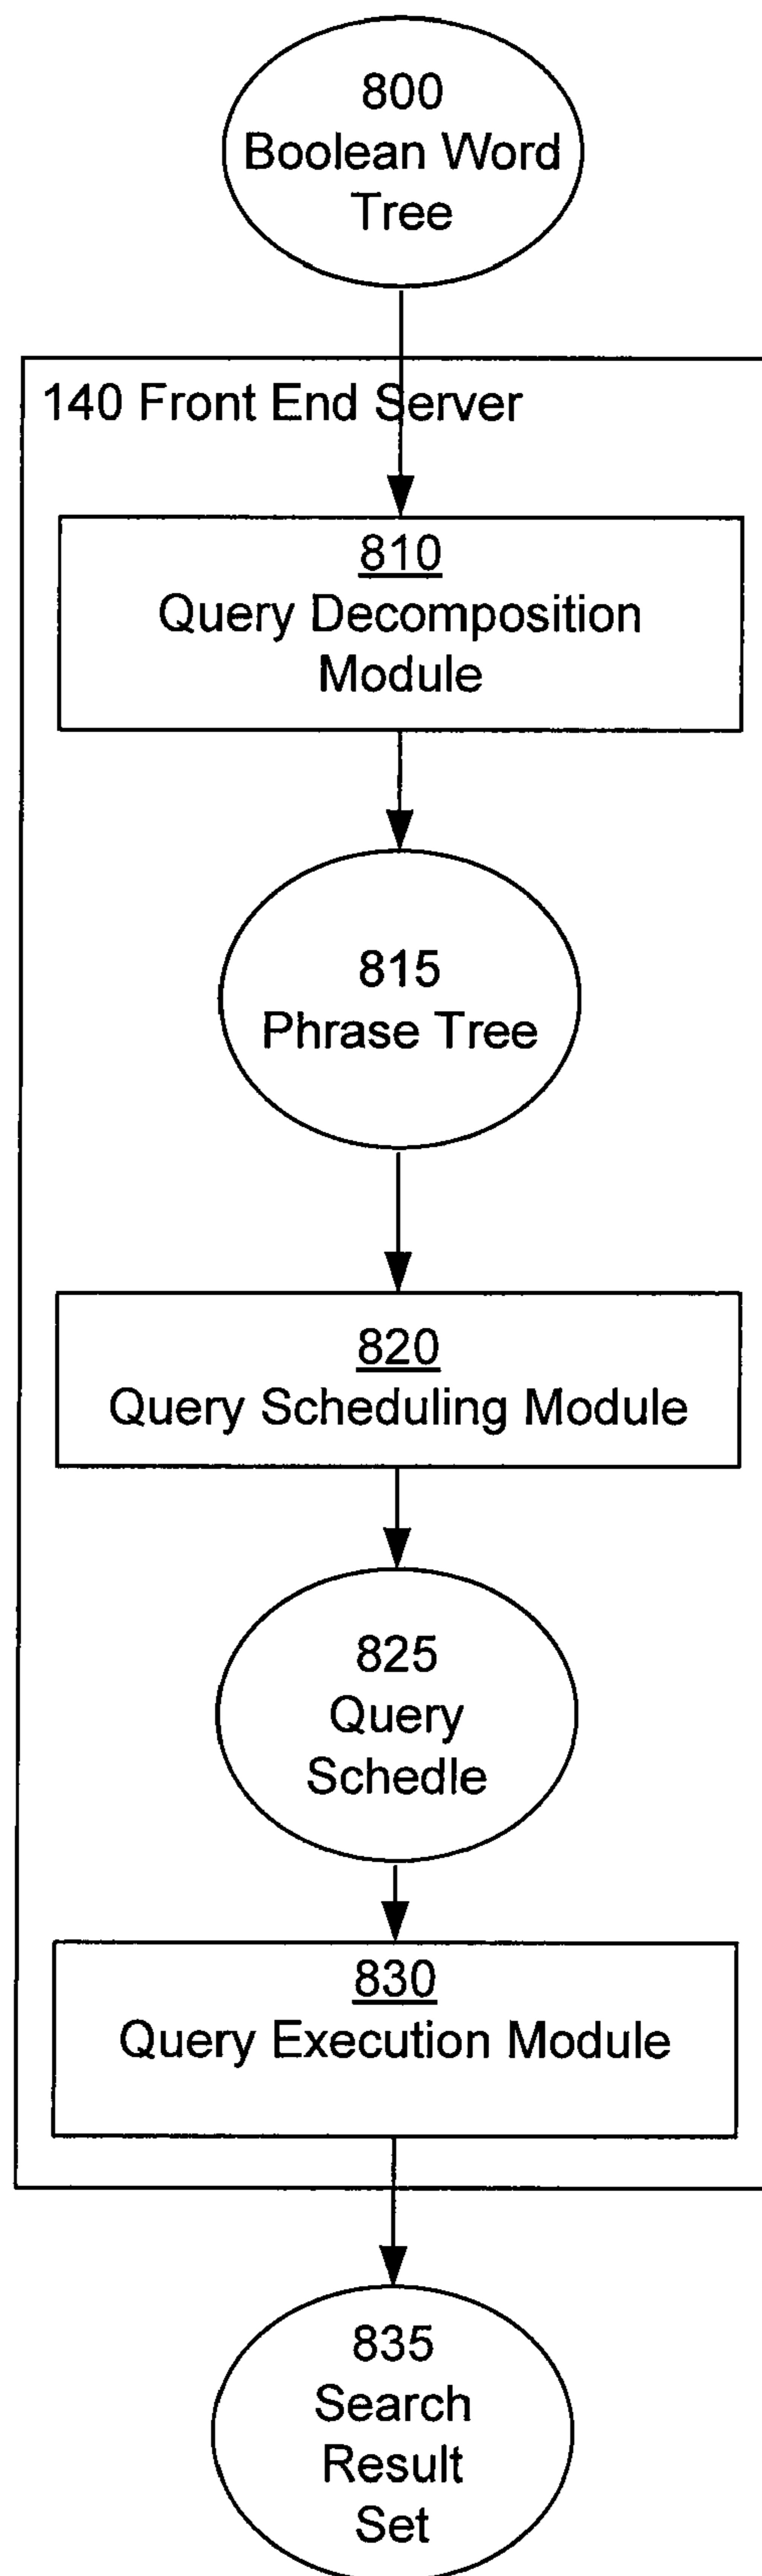 800
Boolean Word
Tree
140 Front End Server
810
Query Decomposition
Module
815
Phrase Tree
820
Query Scheduling Module
825
Query
Schedle
830
Query Execution Module
835
Search
Result
Set